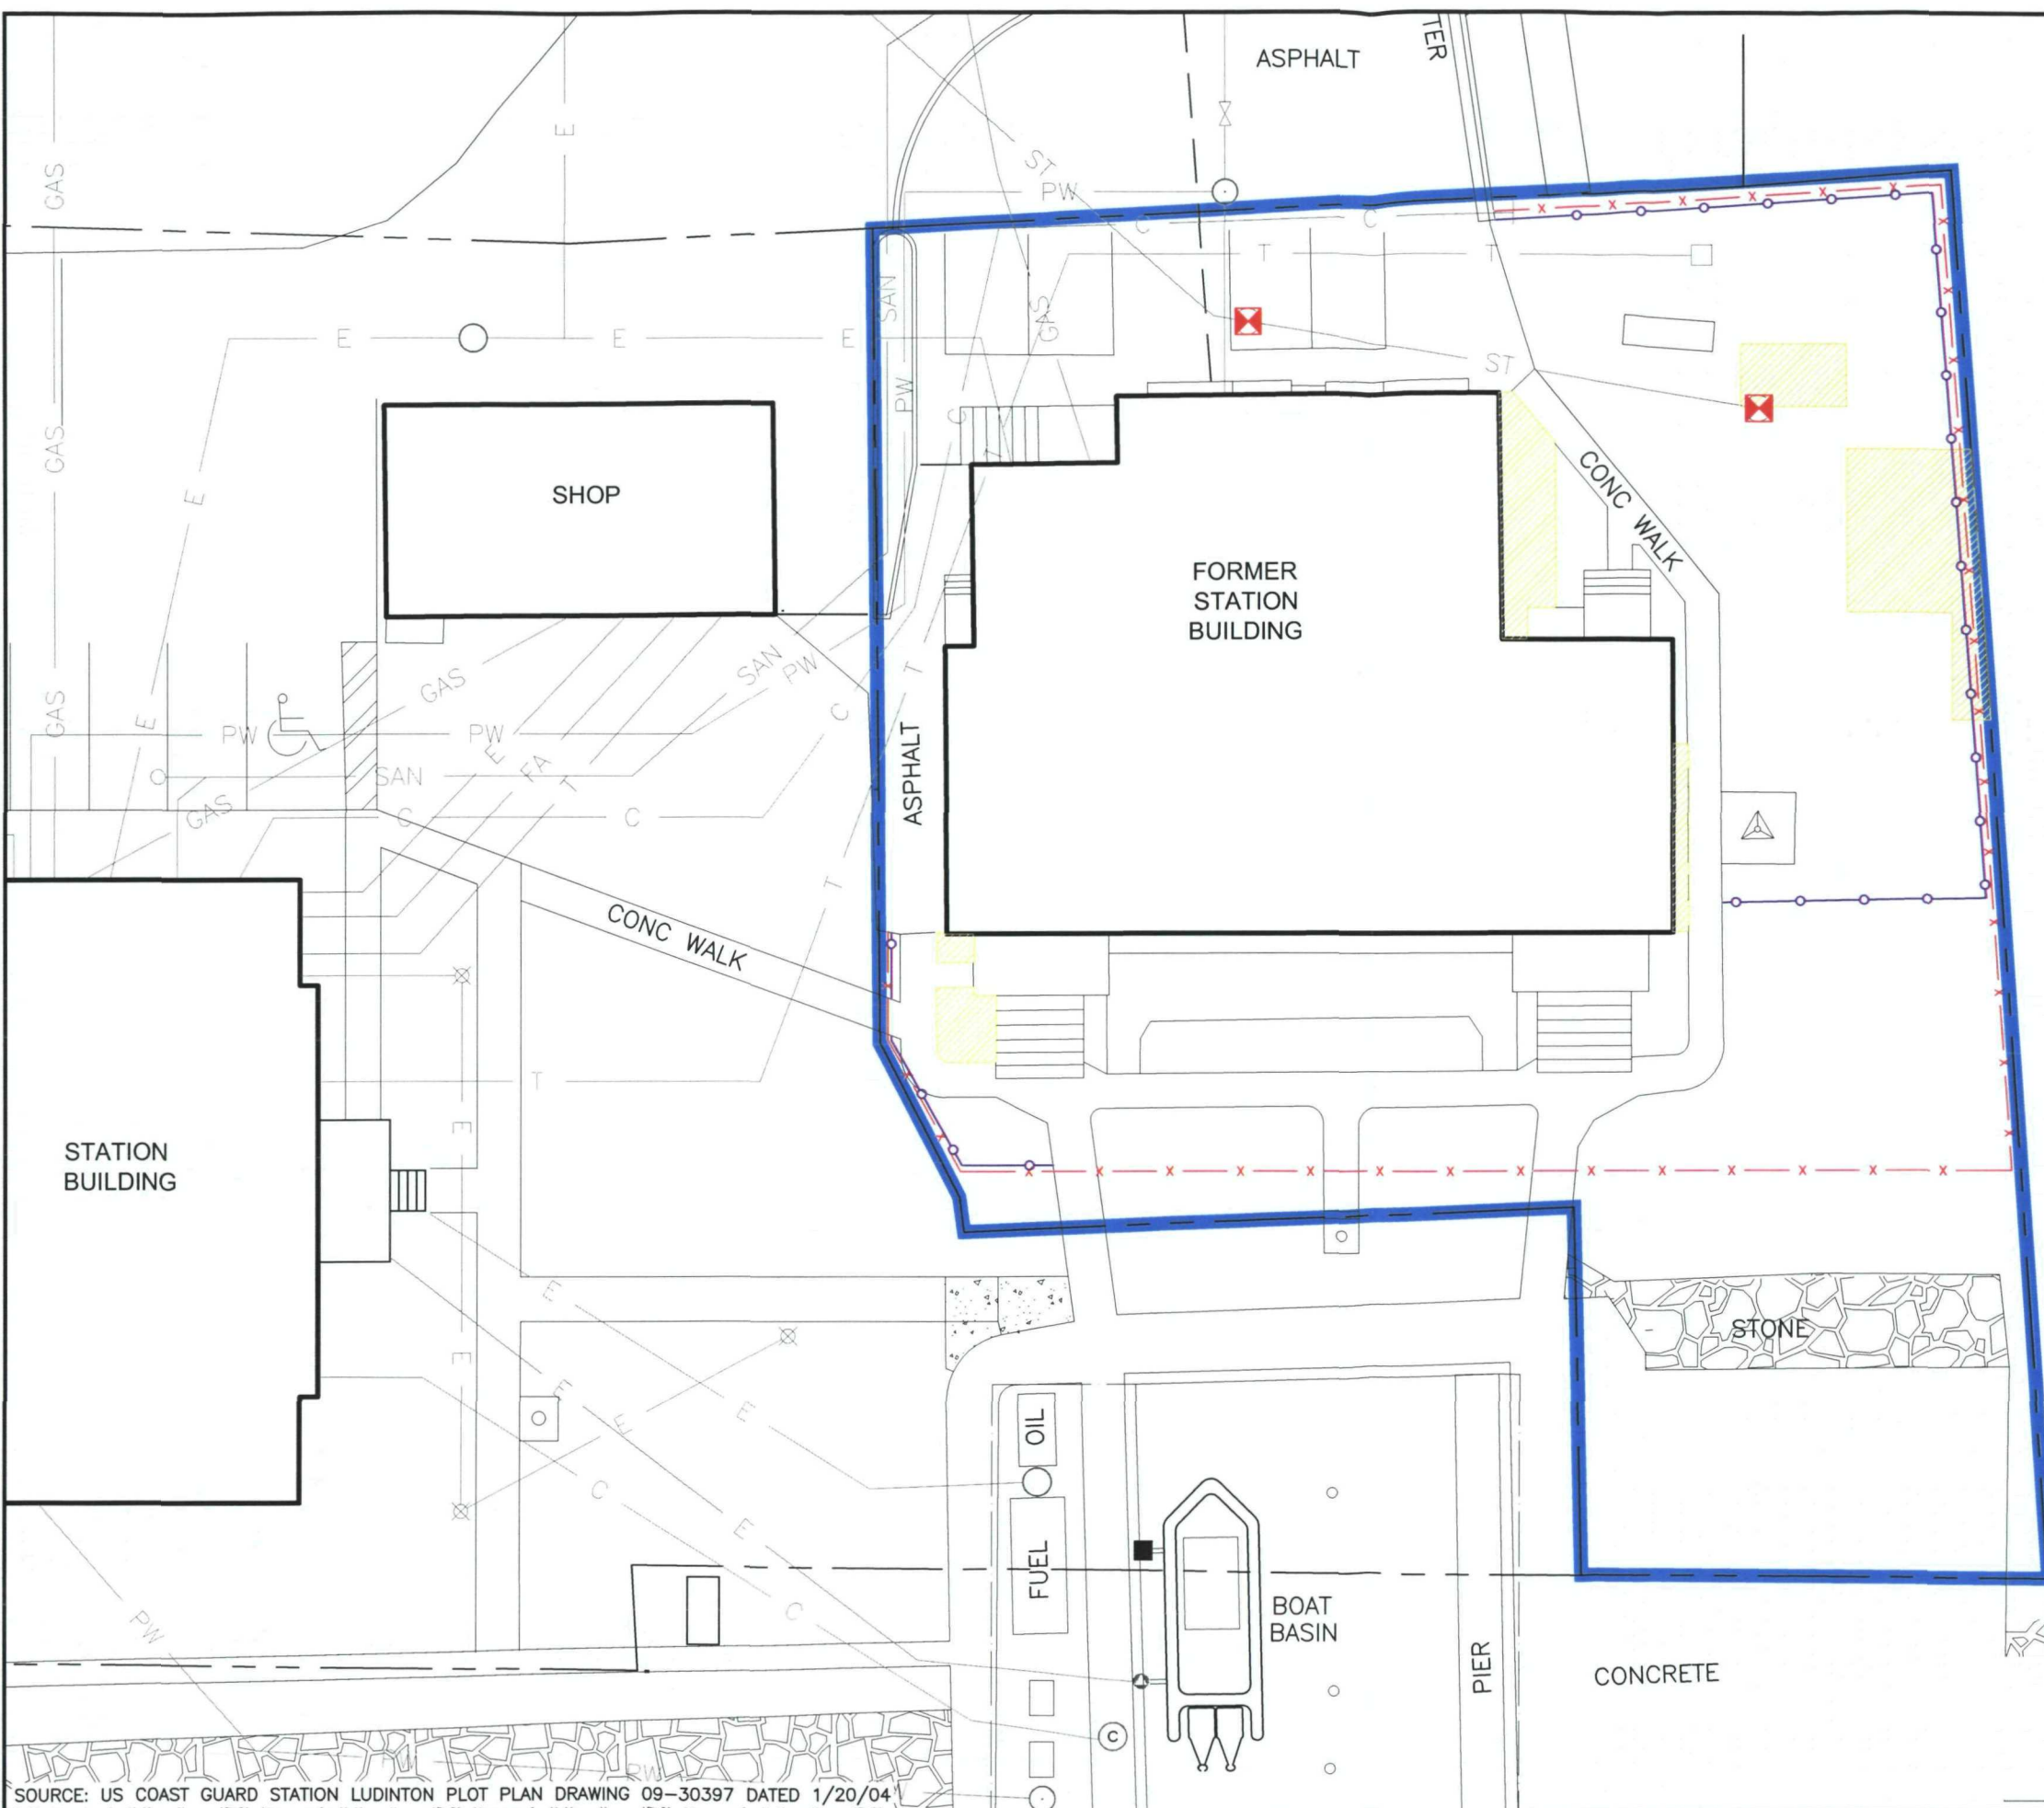 ASPHALT
TER
GAS
E
ST
PW
C
C
SAN
T
T
GAS
E
E
E
ST
PW
C
GAS
E
SHOP
CONC WALK
FORMER
STATION
BUILDING
GAS
E
GAS
SAN
PW
T
C
PW
PW
E
FA
T
SAN
GAS
C
C
ASPHALT
T
CONC WALK
T
E
STATION
BUILDING
E
E
E
STONE
E
E
E
OIL
C
E
FUEL
C
BOAT
BASIN
PW
PIER
CONCRETE
C
PW
PW
SOURCE: US COAST GUARD STATION LUDINTON PLOT PLAN DRAWING 09-30397 DATED 1/20/04